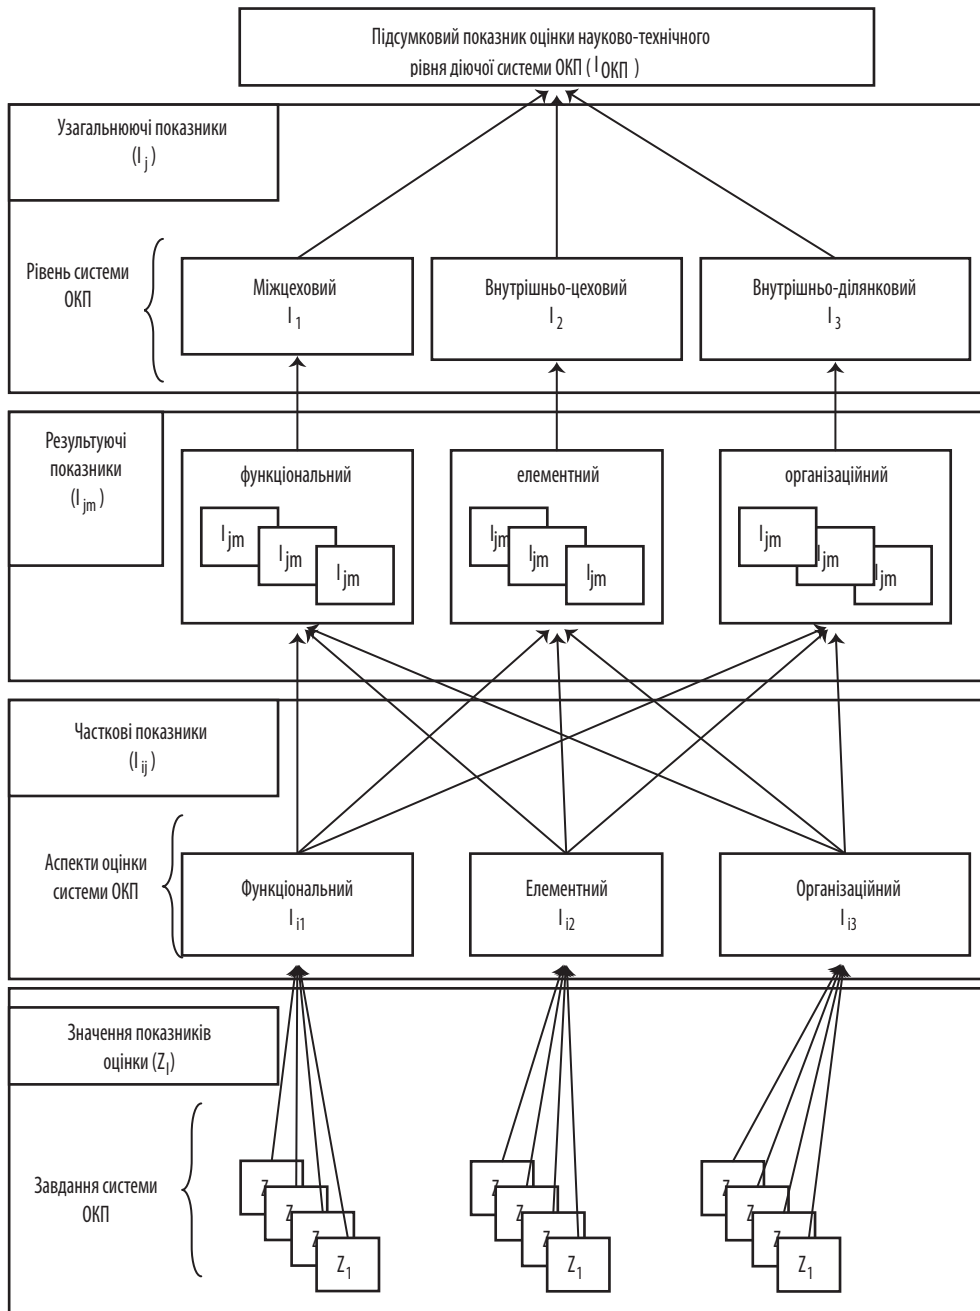 Підсумковий показник оцінки науково-технічного
рівня діючої системи ОКП ( I ОКП )
Узагальнюючі показники
(I j )
Рівень системи
ОКП
Міжцеховий
I 1
Внутрішньо-цеховий
I 2
Внутрішньо-ділянковий
I 3
Результуючі
показники
(I jm )
функціональний
I jm
I jm
I jm
елементний
I jm
I jm
I jm
організаційний
I jm
I jm
I jm
Часткові показники
(I ij )
Аспекти оцінки
системи ОКП
Функціональний
I i1
Елементний
I i2
Організаційний
I i3
Значення показників
оцінки (Z I)
Завдання системи
ОКП
Z
Z
Z
Z 1
Z
Z
Z
Z 1
Z
Z
Z
Z 1